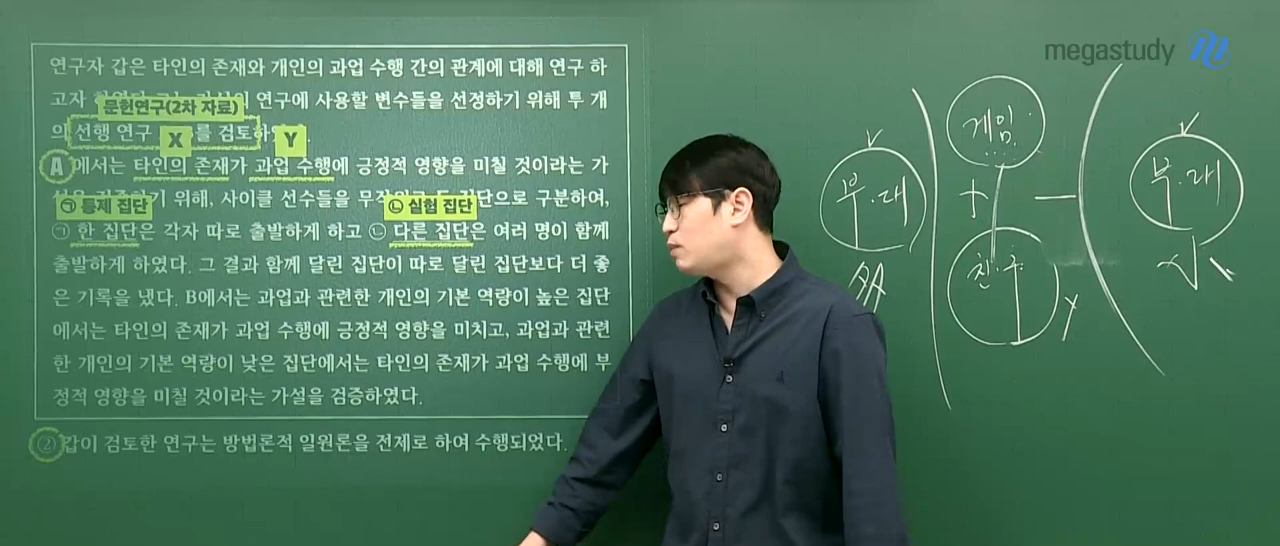 megastudy
연구자 갑은 타인의 존재와 개인의 과업 수행 간의 관계에 대해 연구 하
고자 연구에 사용할 변수들을 선정하기 위해 두 개
문헌연구(2차 자료)
의 선행 연구 를 검토하
X
Y
A에서는 타인의 존재가 과업 수행에 긍정적 영향을 미칠 것이라는 가
기 위해, 사이클 선수들을 단으로 구분하여,
㉠ 통제 집단
㉡ 실험 집단
㉠ 한 집단은 각자 따로 출발하게 하고 ㉡ 다른 집단은 여러 명이 함께
출발하게 하였다. 그 결과 함께 달린 집단이 따로 달린 집단보다 더 좋
은 기록을 냈다. B에서는 과업과 관련한 개인의 기본 역량이 높은 집단
에서는 타인의 존재가 과업 수행에 긍정적 영향을 미치고, 과업과 관련
한 개인의 기본 역량이 낮은 집단에서는 타인의 존재가 과업 수행에 부
정적 영향을 미칠 것이라는 가설을 검증하였다.
② 갑이 검토한 연구는 방법론적 일원론을 전제로 하여 수행되었다.
게임
부·대
+
—
부·대
친구
多
y
小